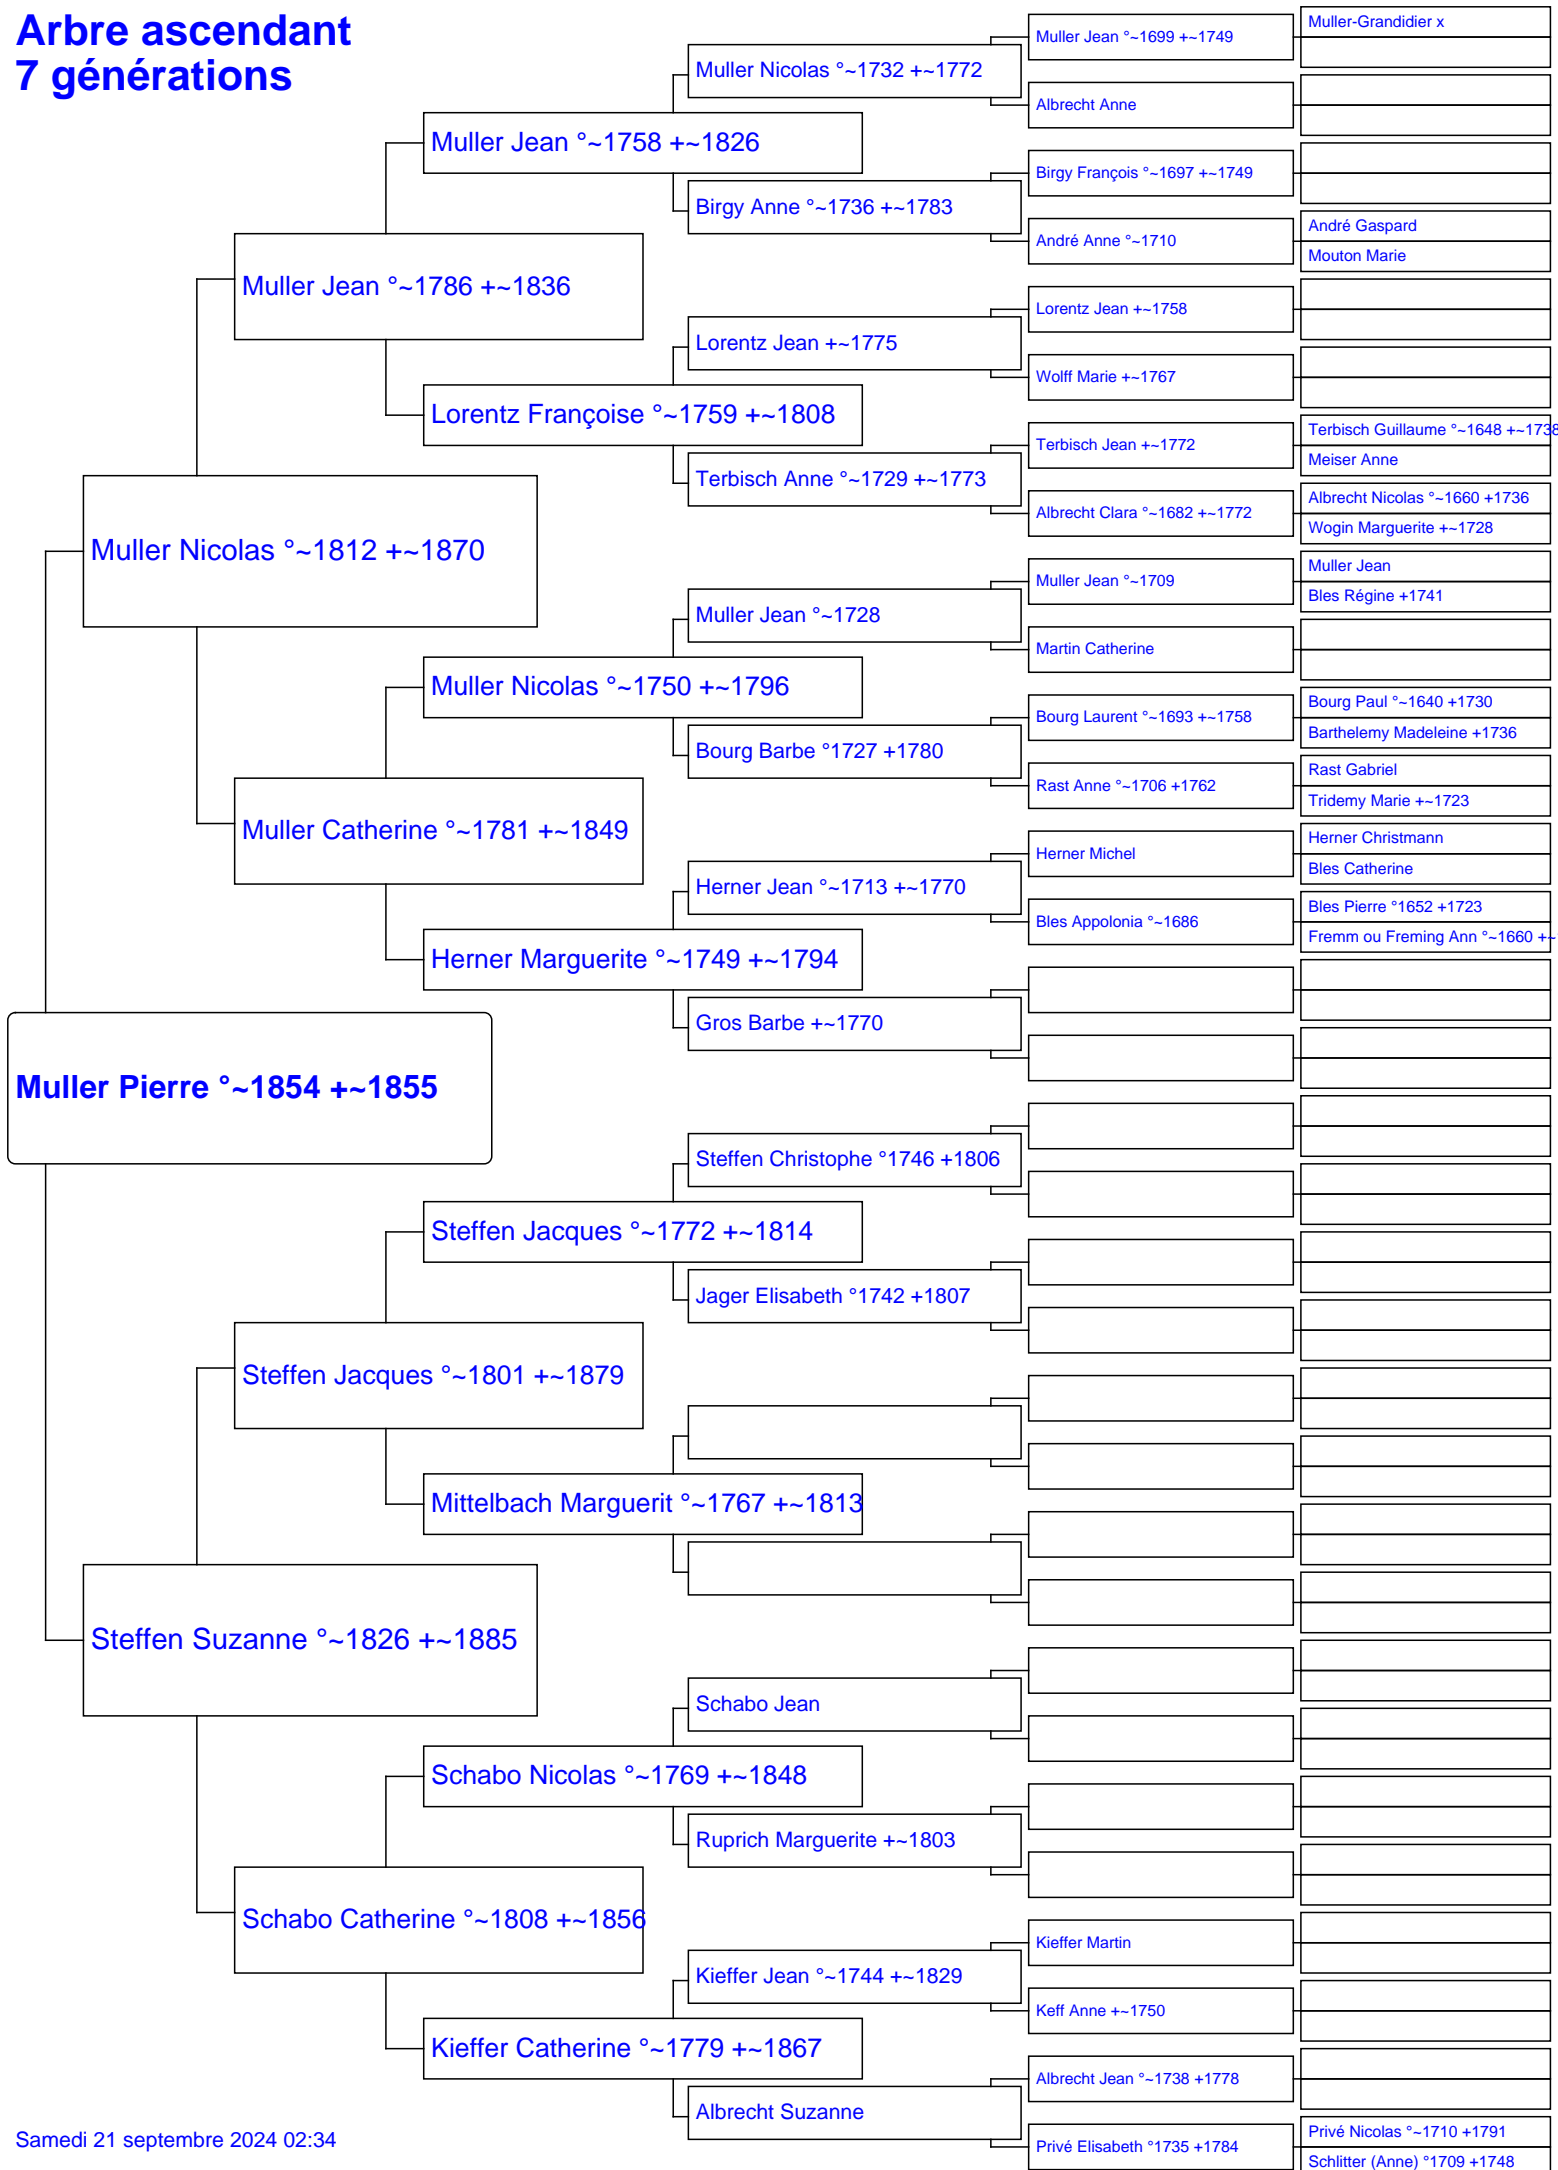 Arbre ascendant
7 générations
Muller Pierre °~1854 +~1855
Muller Nicolas °~1812 +~1870
Steffen Suzanne °~1826 +~1885
Muller Jean °~1786 +~1836
Muller Catherine °~1781 +~1849
Steffen Jacques °~1801 +~1879
Schabo Catherine °~1808 +~1856
Muller Jean °~1758 +~1826
Lorentz Françoise °~1759 +~1808
Muller Nicolas °~1750 +~1796
Herner Marguerite °~1749 +~1794
Steffen Jacques °~1772 +~1814
Mittelbach Marguerit °~1767 +~1813
Schabo Nicolas °~1769 +~1848
Kieffer Catherine °~1779 +~1867
Muller Nicolas °~1732 +~1772
Birgy Anne °~1736 +~1783
Lorentz Jean +~1775
Terbisch Anne °~1729 +~1773
Muller Jean °~1728
Bourg Barbe °1727 +1780
Herner Jean °~1713 +~1770
Gros Barbe +~1770
Steffen Christophe °1746 +1806
Jager Elisabeth °1742 +1807
Schabo Jean
Ruprich Marguerite +~1803
Kieffer Jean °~1744 +~1829
Albrecht Suzanne
Muller Jean °~1699 +~1749
Albrecht Anne
Birgy François °~1697 +~1749
André Anne °~1710
Lorentz Jean +~1758
Wolff Marie +~1767
Terbisch Jean +~1772
Albrecht Clara °~1682 +~1772
Muller Jean °~1709
Martin Catherine
Bourg Laurent °~1693 +~1758
Rast Anne °~1706 +1762
Herner Michel
Bles Appolonia °~1686
Kieffer Martin
Keff Anne +~1750
Albrecht Jean °~1738 +1778
Privé Elisabeth °1735 +1784
Muller-Grandidier x
André Gaspard
Mouton Marie
Terbisch Guillaume °~1648 +~1738
Meiser Anne
Albrecht Nicolas °~1660 +1736
Wogin Marguerite +~1728
Muller Jean
Bles Régine +1741
Bourg Paul °~1640 +1730
Barthelemy Madeleine +1736
Rast Gabriel
Tridemy Marie +~1723
Herner Christmann
Bles Catherine
Bles Pierre °1652 +1723
Fremm ou Freming Ann °~1660 +~
Privé Nicolas °~1710 +1791
Schlitter (Anne) °1709 +1748
Samedi 21 septembre 2024 02:34